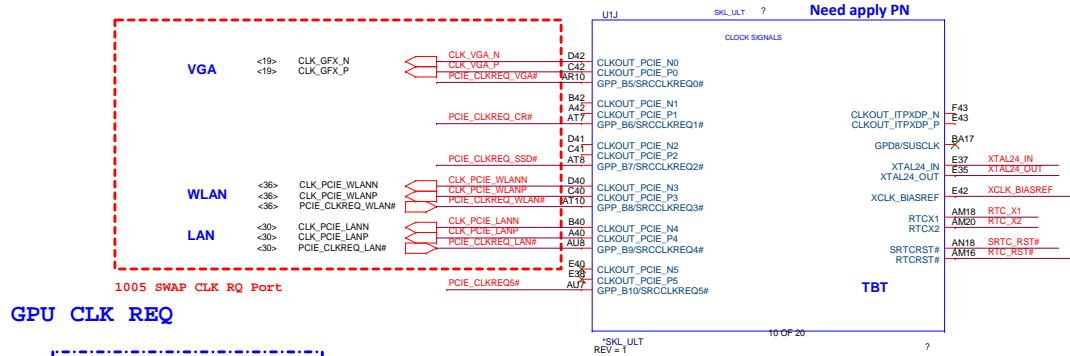 U1J SKL_ULT ? Need apply PN
CLOCK SIGNALS
VGA <19> CLK_GFX_N CLK_VGA_N D42 CLKOUT_PCIE_N0
<19> CLK_GFX_P CLK_VGA_P C42 CLKOUT_PCIE_P0
PCIE_CLKREQ_VGA# AR10 GPP_B5/SRCCLKREQ0#
B42 CLKOUT_PCIE_N1 CLKOUT_ITPXDP_N F43
A42 CLKOUT_PCIE_P1 CLKOUT_ITPXDP_P E43
PCIE_CLKREQ_CR# AT7 GPP_B6/SRCCLKREQ1#
D41 CLKOUT_PCIE_N2 GPD8/SUSCLK BA17
C41 CLKOUT_PCIE_P2
PCIE_CLKREQ_SSD# AT8 GPP_B7/SRCCLKREQ2# XTAL24_IN E37 XTAL24_IN
XTAL24_OUT E35 XTAL24_OUT
WLAN <36> CLK_PCIE_WLANN CLK_PCIE_WLANN D40 CLKOUT_PCIE_N3
<36> CLK_PCIE_WLANP CLK_PCIE_WLANP C40 CLKOUT_PCIE_P3 XCLK_BIASREF E42 XCLK_BIASREF
<36> PCIE_CLKREQ_WLAN# PCIE_CLKREQ_WLAN# AT10 GPP_B8/SRCCLKREQ3#
LAN <30> CLK_PCIE_LANN CLK_PCIE_LANN B40 CLKOUT_PCIE_N4 RTCX1 AM18 RTC_X1
<30> CLK_PCIE_LANP CLK_PCIE_LANP A40 CLKOUT_PCIE_P4 RTCX2 AM20 RTC_X2
<30> PCIE_CLKREQ_LAN# PCIE_CLKREQ_LAN# AU8 GPP_B9/SRCCLKREQ4# SRTCRST# AN18 SRTC_RST#
RTCRST# AM16 RTC_RST#
E40 CLKOUT_PCIE_N5
E38 CLKOUT_PCIE_P5
PCIE_CLKREQ5# AU7 GPP_B10/SRCCLKREQ5# TBT
1005 SWAP CLK RQ Port
GPU CLK REQ
10 OF 20
*SKL_ULT
REV = 1 ?